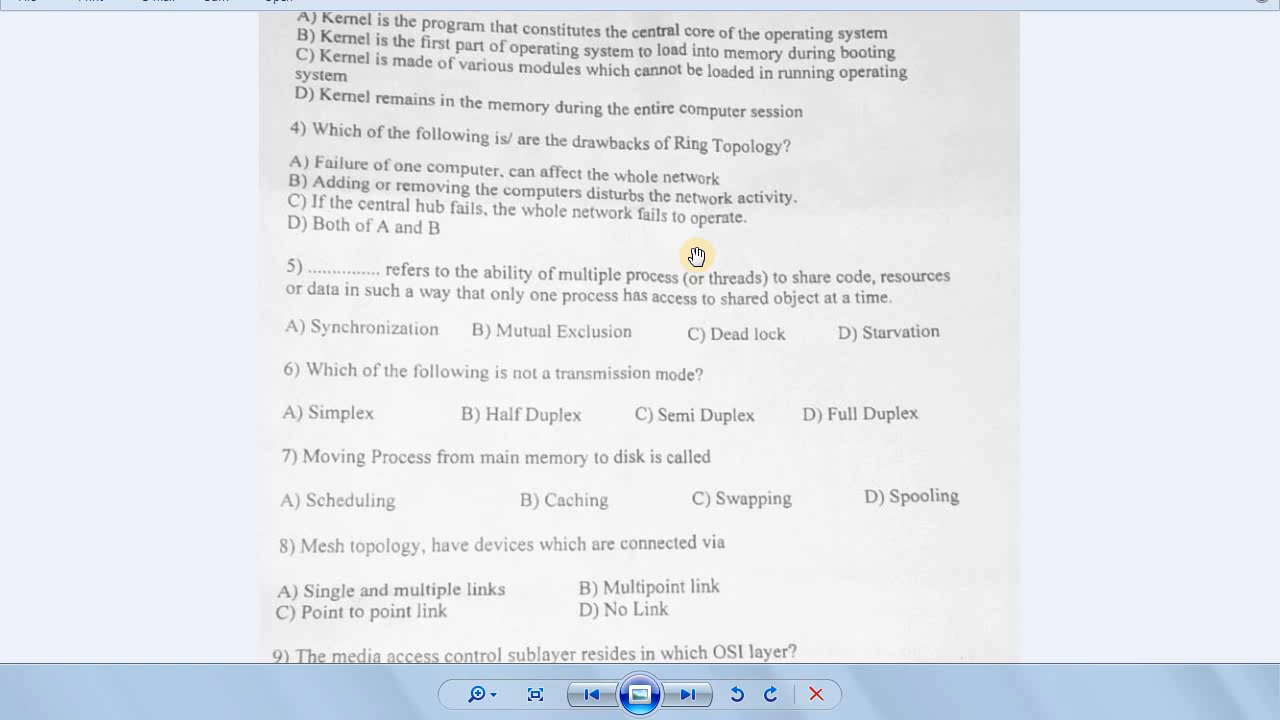 A) Kernel is the program that constitutes the central core of the operating system
B) Kernel is the first part of operating system to load into memory during booting
C) Kernel is made of various modules which cannot be loaded in running operating
system
D) Kernel remains in the memory during the entire computer session
4) Which of the following is/ are the drawbacks of Ring Topology?
A) Failure of one computer, can affect the whole network
B) Adding or removing the computers disturbs the network activity.
C) If the central hub fails, the whole network fails to operate.
D) Both of A and B
5) .............. refers to the ability of multiple process (or threads) to share code, resources
or data in such a way that only one process has access to shared object at a time.
A) Synchronization B) Mutual Exclusion C) Dead lock D) Starvation
6) Which of the following is not a transmission mode?
A) Simplex B) Half Duplex C) Semi Duplex D) Full Duplex
7) Moving Process from main memory to disk is called
A) Scheduling B) Caching C) Swapping D) Spooling
8) Mesh topology, have devices which are connected via
A) Single and multiple links B) Multipoint link
C) Point to point link D) No Link
9) The media access control sublayer resides in which OSI layer?